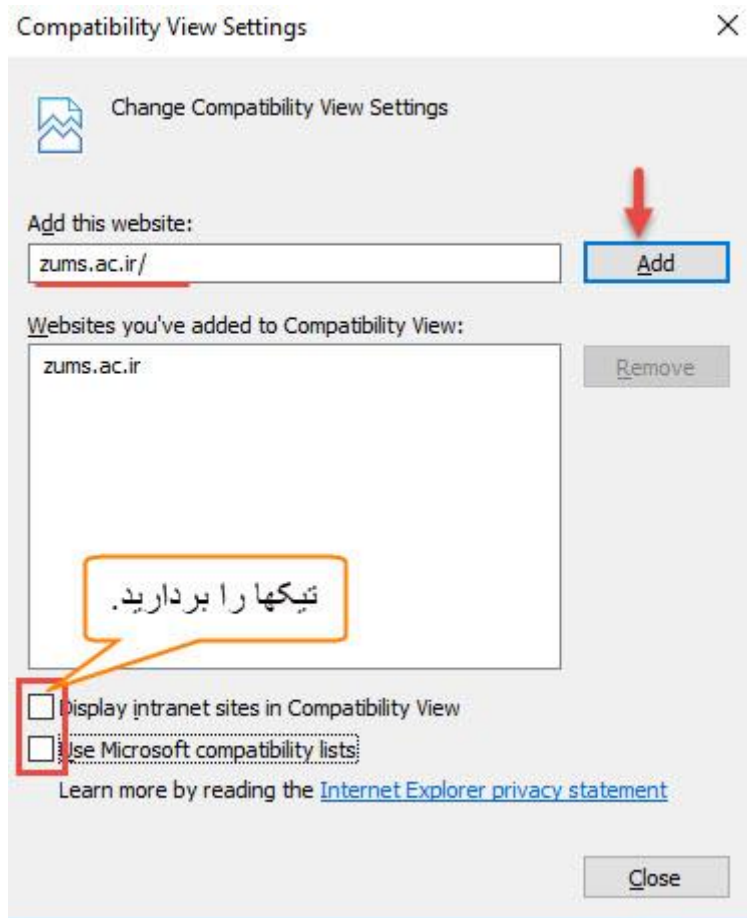 Compatibility View Settings
Change Compatibility View Settings
Add this website:
zums.ac.ir/
Add
Websites you've added to Compatibility View:
zums.ac.ir
Remove
تیکها را بردارید.
Display intranet sites in Compatibility View
Use Microsoft compatibility lists
Learn more by reading the Internet Explorer privacy statement
Close